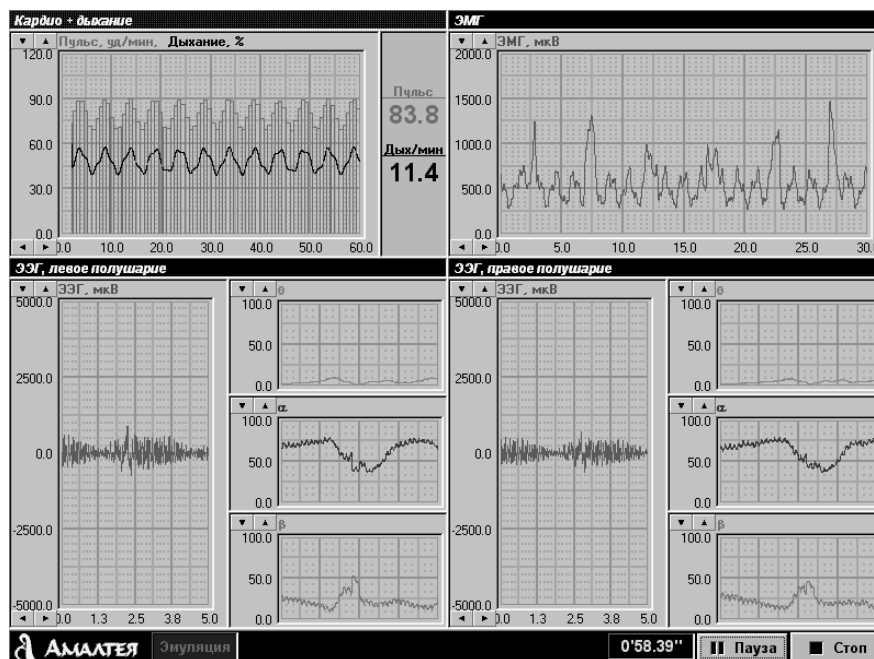 Кардио + дыхание
Пульс, уд/мин, Дыхание, %
120.0
90.0
60.0
30.0
0.0
0.0 10.0 20.0 30.0 40.0 50.0 60.0
Пульс
83.8
Дых/мин
11.4
ЭМГ
ЭМГ, мкВ
2000.0
1500.0
1000.0
500.0
0.0
0.0 5.0 10.0 15.0 20.0 25.0 30.0
ЭЭГ, левое полушарие
ЭЭГ, мкВ
5000.0
2500.0
0.0
-2500.0
-5000.0
0.0 1.3 2.5 3.8 5.0
θ
100.0
50.0
0.0
α
100.0
50.0
0.0
β
100.0
50.0
0.0
ЭЭГ, правое полушарие
ЭЭГ, мкВ
5000.0
2500.0
0.0
-2500.0
-5000.0
0.0 1.3 2.5 3.8 5.0
θ
100.0
50.0
0.0
α
100.0
50.0
0.0
β
100.0
50.0
0.0
АМАЛТЕЯ
Эмуляция
0'58.39''
Пауза
Стоп